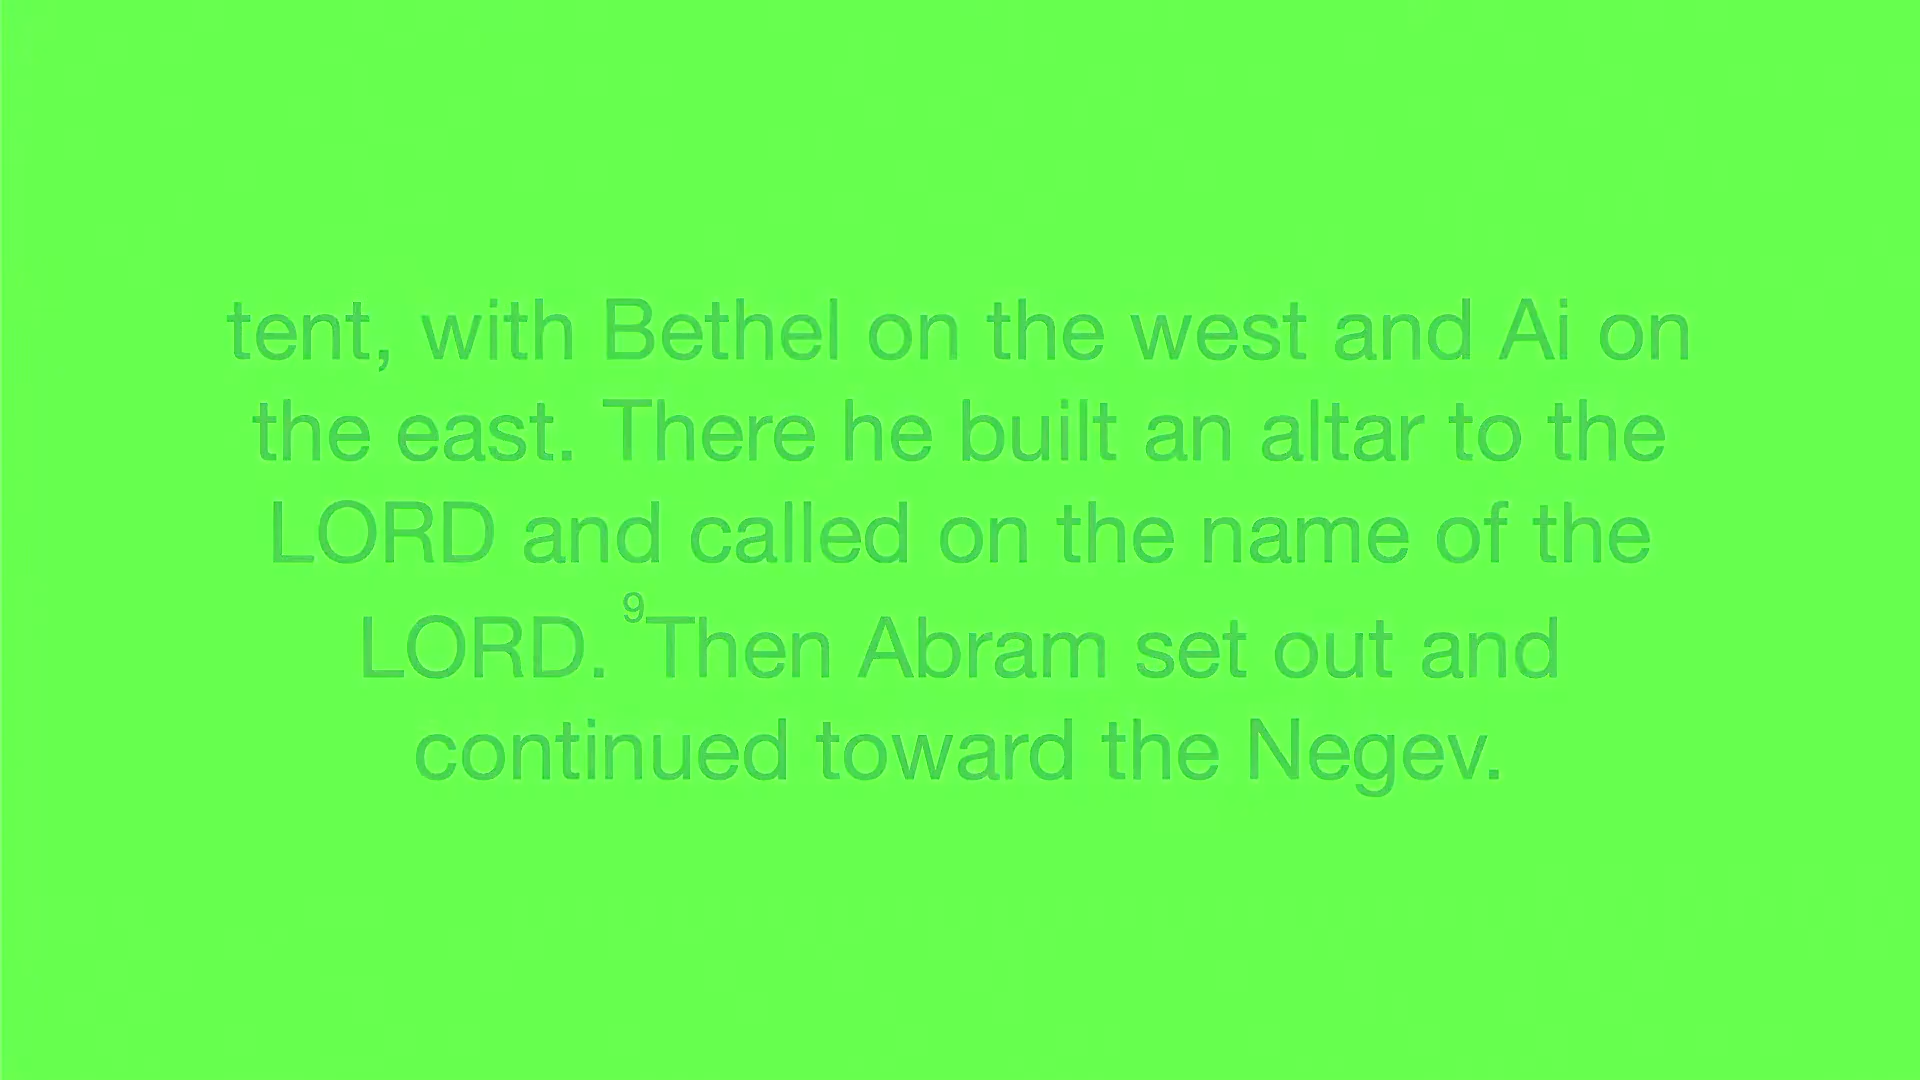 tent, with Bethel on the west and Ai on
the east. There he built an altar to the
LORD and called on the name of the
LORD. ⁹Then Abram set out and
continued toward the Negev.